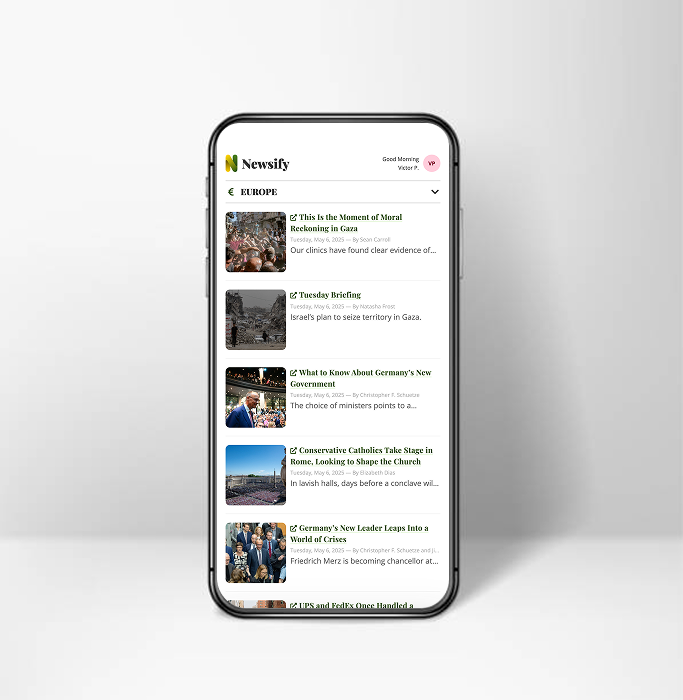 Newsify
Good Morning
Victor P.
VP
EUROPE
This Is the Moment of Moral
Reckoning in Gaza
Tuesday, May 6, 2025 — By Sean Carroll
Our clinics have found clear evidence of...
Tuesday Briefing
Tuesday, May 6, 2025 — By Natasha Frost
Israel's plan to seize territory in Gaza.
What to Know About Germany's New
Government
Tuesday, May 6, 2025 — By Christopher F. Schuetze
The choice of ministers points to a...
Conservative Catholics Take Stage in
Rome, Looking to Shape the Church
Tuesday, May 6, 2025 — By Elizabeth Dias
In lavish halls, days before a conclave wil...
Germany's New Leader Leaps Into a
World of Crises
Tuesday, May 6, 2025 — By Christopher F. Schuetze and Ji...
Friedrich Merz is becoming chancellor at...
UPS and FedEx Once Handled a